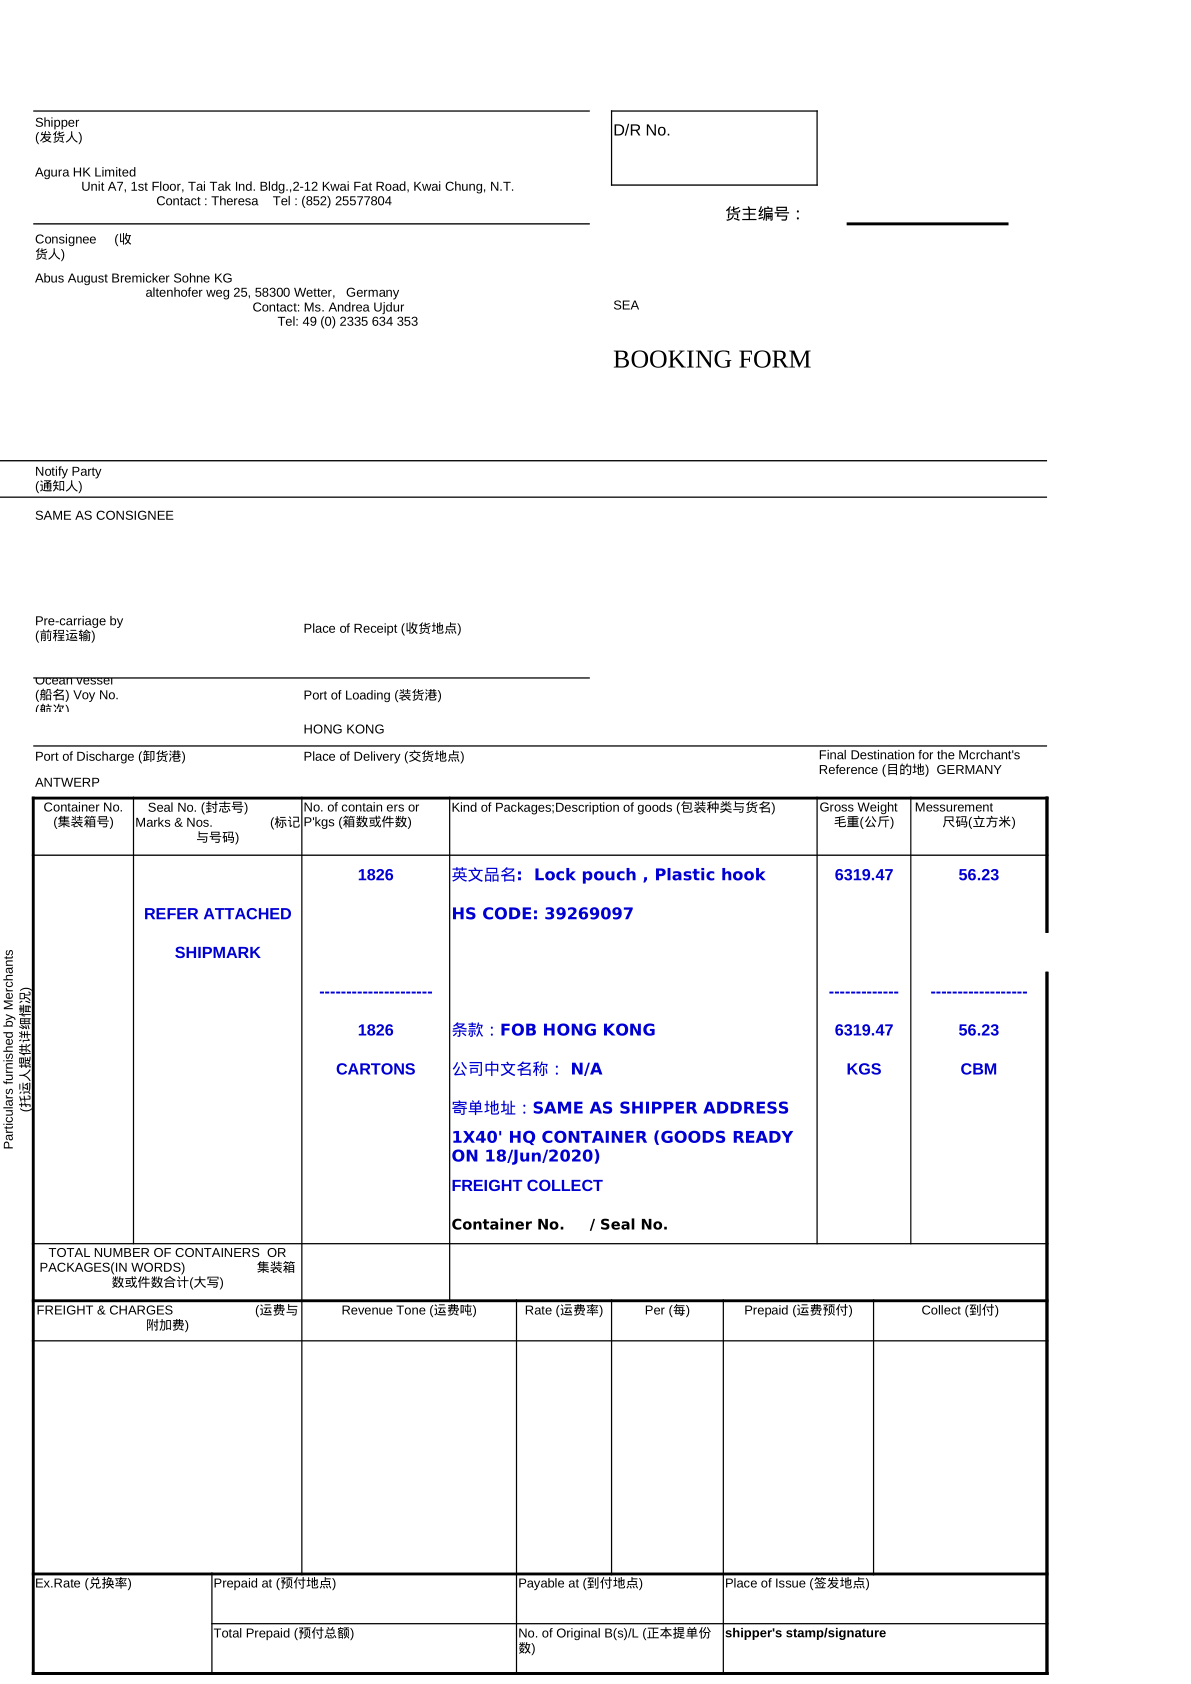 Shipper
(发货人)
D/R No.
Agura HK Limited
Unit A7, 1st Floor, Tai Tak Ind. Bldg.,2-12 Kwai Fat Road, Kwai Chung, N.T.
Contact : Theresa    Tel : (852) 25577804
货主编号：
Consignee    (收
货人)
Abus August Bremicker Sohne KG
altenhofer weg 25, 58300 Wetter,   Germany
Contact: Ms. Andrea Ujdur
Tel: 49 (0) 2335 634 353
SEA
BOOKING FORM
Notify Party
(通知人)
SAME AS CONSIGNEE
Pre-carriage by
(前程运输)
Place of Receipt (收货地点)
Ocean vessel
(船名) Voy No.
(航次)
Port of Loading (装货港)
HONG KONG
Port of Discharge (卸货港)
Place of Delivery (交货地点)
Final Destination for the Mcrchant's
Reference (目的地)  GERMANY
ANTWERP
Container No.
(集装箱号)
Seal No. (封志号)
Marks & Nos.    (标记
与号码)
No. of contain ers or
P'kgs (箱数或件数)
Kind of Packages;Description of goods (包装种类与货名)
Gross Weight
毛重(公斤)
Messurement
尺码(立方米)
1826
英文品名:  Lock pouch , Plastic hook
6319.47
56.23
REFER ATTACHED
HS CODE: 39269097
SHIPMARK
---------------------
-------------
------------------
1826
条款：FOB HONG KONG
6319.47
56.23
CARTONS
公司中文名称： N/A
KGS
CBM
寄单地址：SAME AS SHIPPER ADDRESS
1X40' HQ CONTAINER (GOODS READY
ON 18/Jun/2020)
FREIGHT COLLECT
Container No.    / Seal No.
Particulars furnished by Merchants
(托运人提供详细情况)
TOTAL NUMBER OF CONTAINERS  OR
PACKAGES(IN WORDS)    集装箱
数或件数合计(大写)
FREIGHT & CHARGES    (运费与
附加费)
Revenue Tone (运费吨)
Rate (运费率)
Per (每)
Prepaid (运费预付)
Collect (到付)
Ex.Rate (兑换率)
Prepaid at (预付地点)
Payable at (到付地点)
Place of Issue (签发地点)
Total Prepaid (预付总额)
No. of Original B(s)/L (正本提单份
数)
shipper's stamp/signature